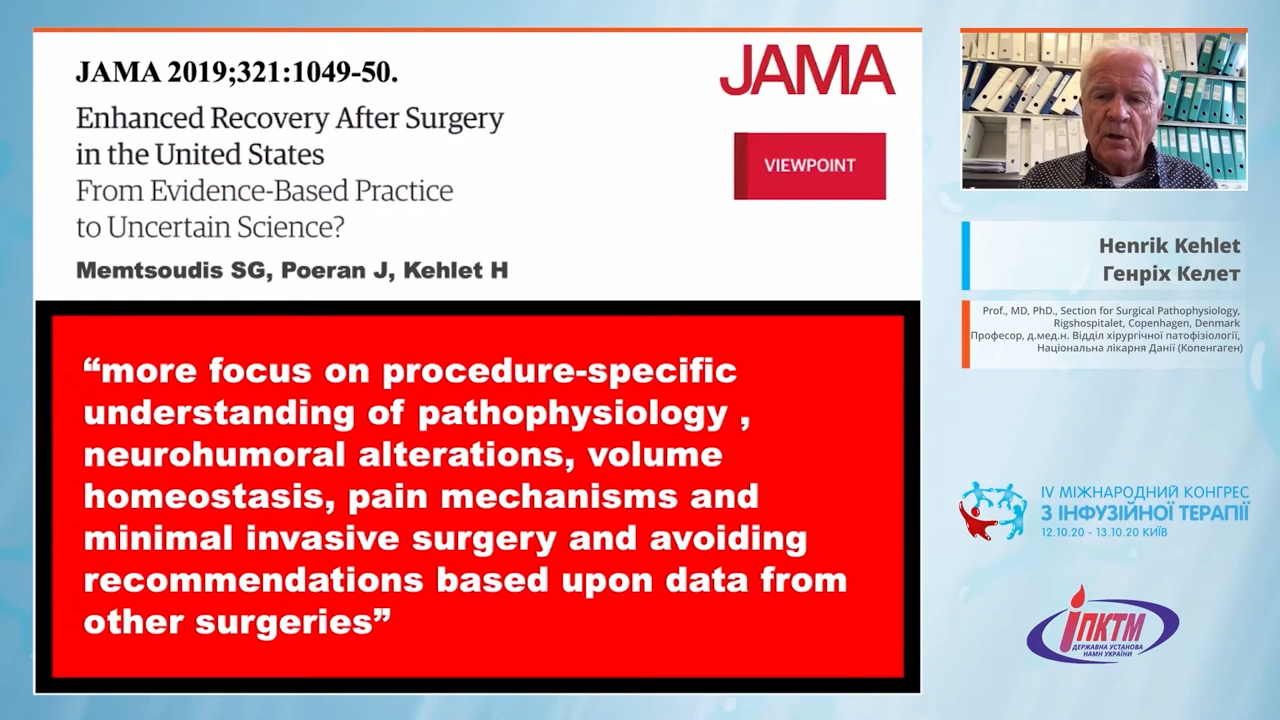 JAMA 2019;321:1049-50.
Enhanced Recovery After Surgery
in the United States
From Evidence-Based Practice
to Uncertain Science?
Memtsoudis SG, Poeran J, Kehlet H
JAMA
VIEWPOINT
“more focus on procedure-specific
understanding of pathophysiology ,
neurohumoral alterations, volume
homeostasis, pain mechanisms and
minimal invasive surgery and avoiding
recommendations based upon data from
other surgeries”
Henrik Kehlet
Генріх Келет
Prof., MD, PhD., Section for Surgical Pathophysiology,
Rigshospitalet, Copenhagen, Denmark
Професор, д.мед.н. Відділ хірургічної патофізіології,
Національна лікарня Данії (Копенгаген)
IV МІЖНАРОДНИЙ КОНГРЕС
З ІНФУЗІЙНОЇ ТЕРАПІЇ
12.10.20 - 13.10.20 КИЇВ
ІПКТМ
ДЕРЖАВНА УСТАНОВА
НАМН УКРАЇНИ